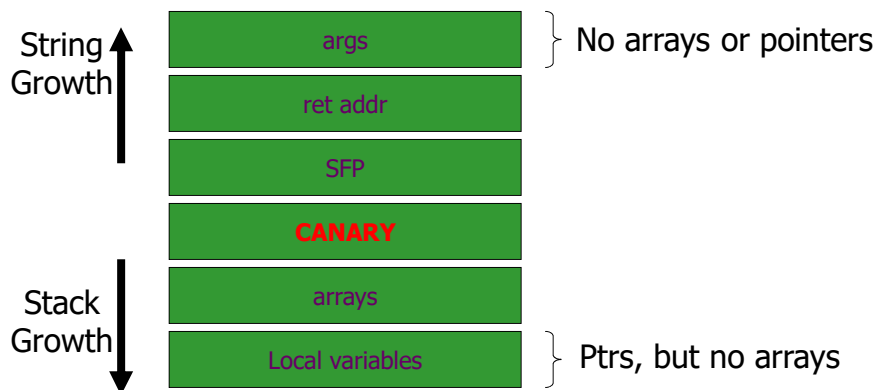 String
Growth
args
No arrays or pointers
ret addr
SFP
CANARY
Stack
Growth
arrays
Local variables
Ptrs, but no arrays